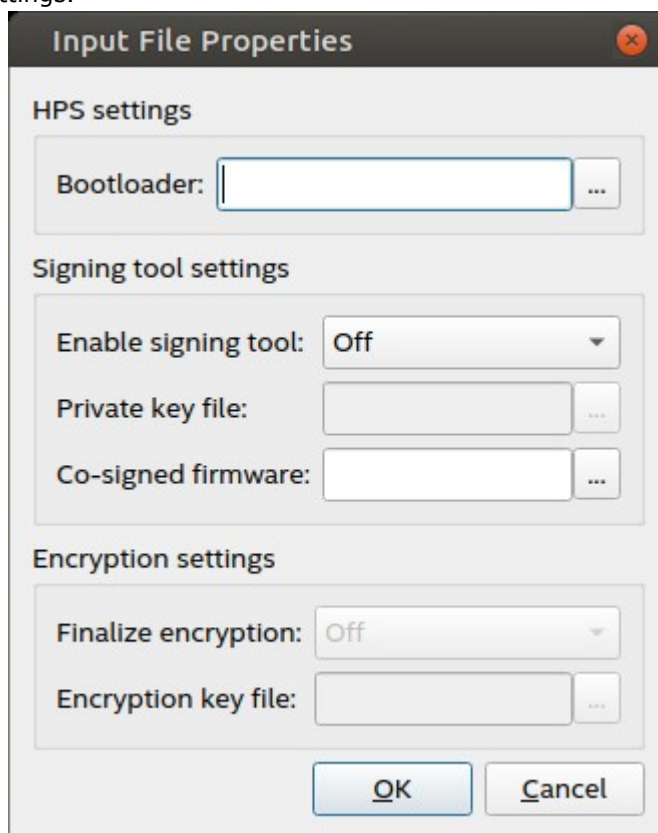 Input File Properties
HPS settings
Bootloader: ...
Signing tool settings
Enable signing tool: Off
Private key file: ...
Co-signed firmware: ...
Encryption settings
Finalize encryption: Off
Encryption key file: ...
OK Cancel